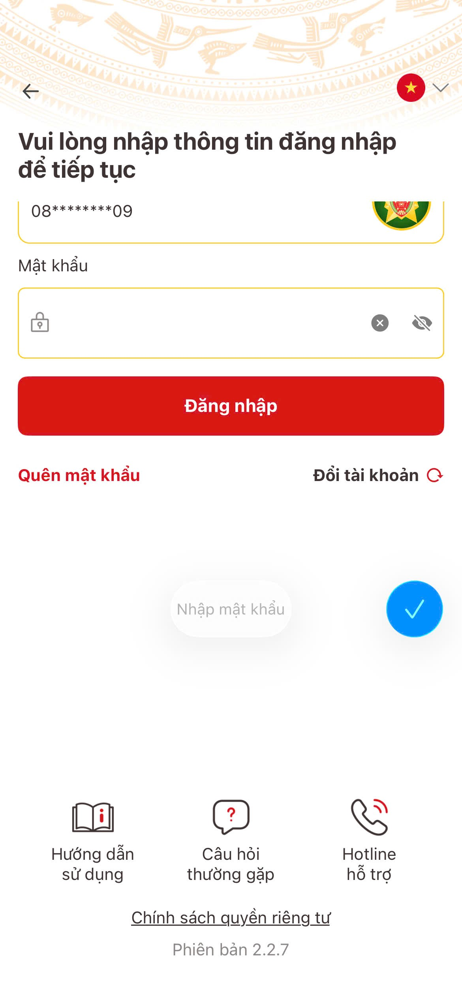 Vui lòng nhập thông tin đăng nhập
để tiếp tục
08********09
Mật khẩu
Đăng nhập
Quên mật khẩu
Đổi tài khoản
Nhập mật khẩu
Hướng dẫn
sử dụng
Câu hỏi
thường gặp
Hotline
hỗ trợ
Chính sách quyền riêng tư
Phiên bản 2.2.7